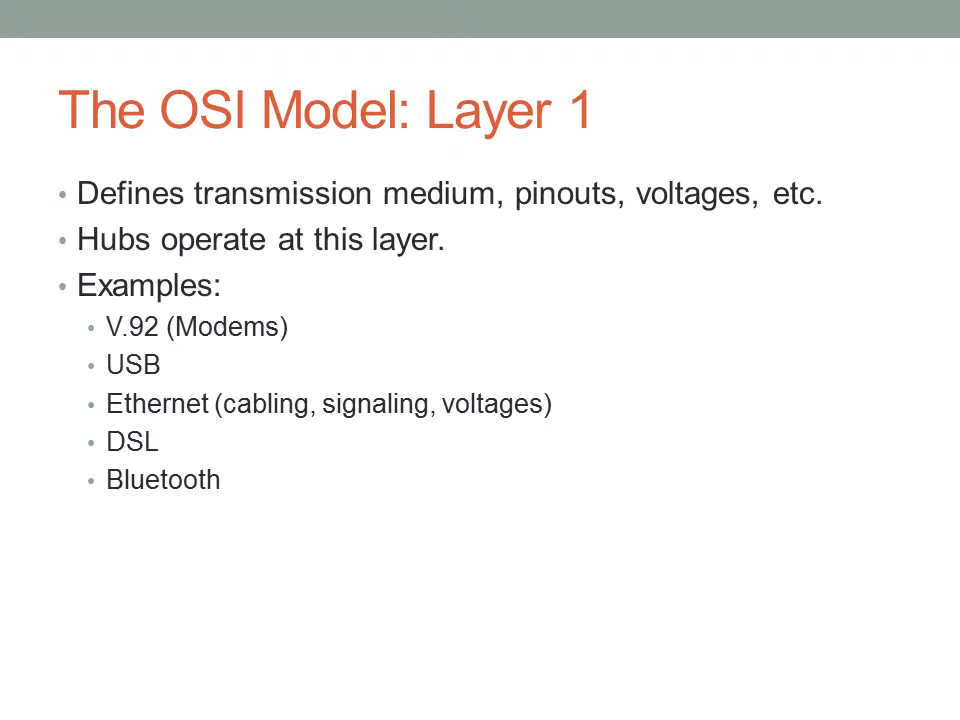 The OSI Model: Layer 1
• Defines transmission medium, pinouts, voltages, etc.
• Hubs operate at this layer.
• Examples:
• V.92 (Modems)
• USB
• Ethernet (cabling, signaling, voltages)
• DSL
• Bluetooth